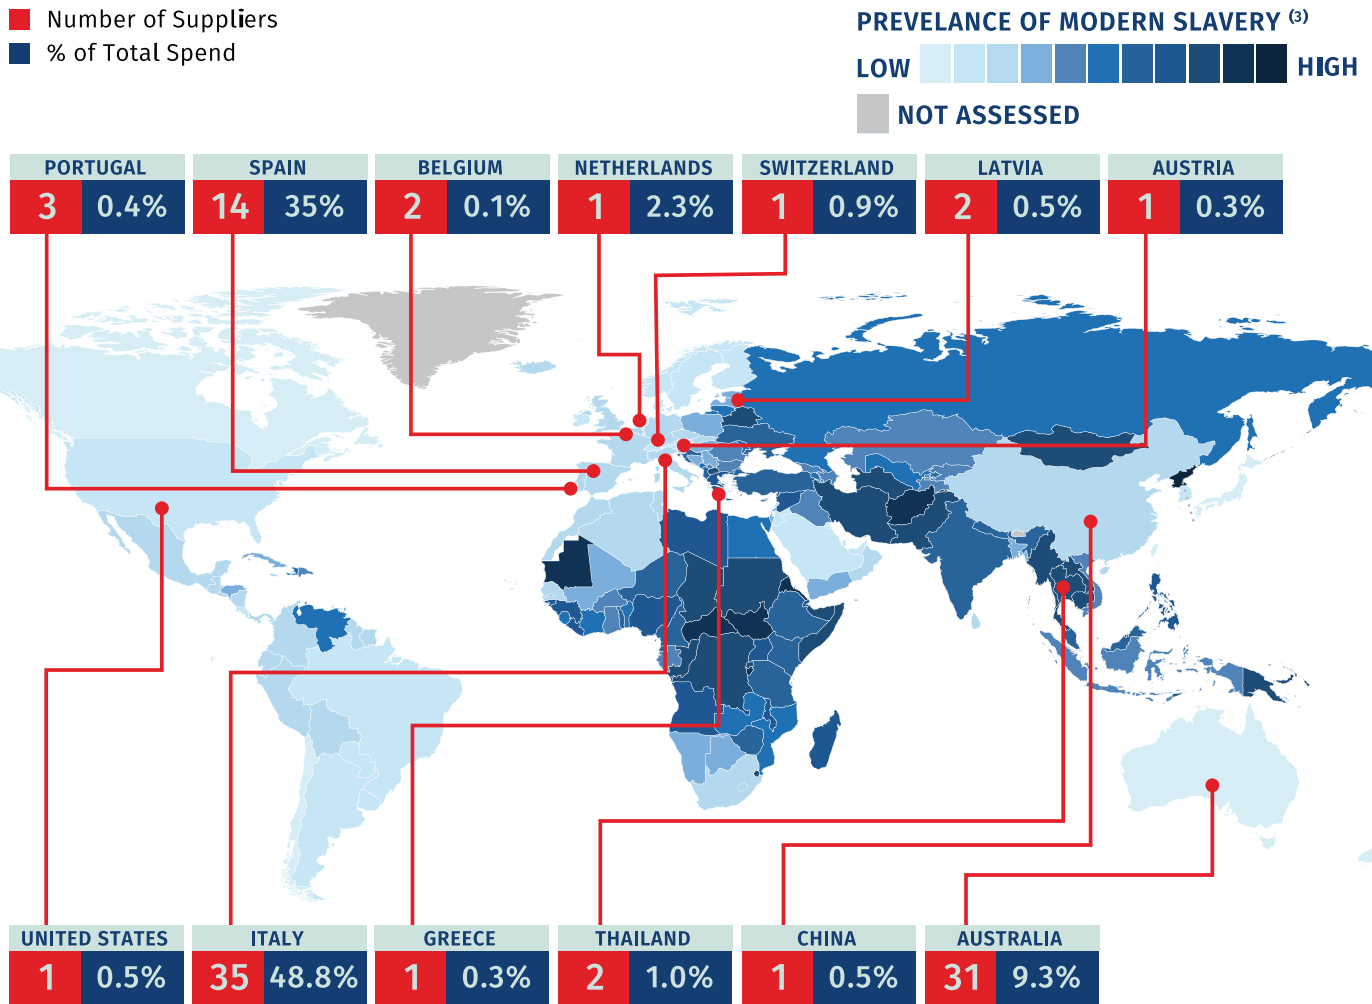 Number of Suppliers
% of Total Spend
PREVELANCE OF MODERN SLAVERY (3)
LOW HIGH
NOT ASSESSED
PORTUGAL SPAIN BELGIUM NETHERLANDS SWITZERLAND LATVIA AUSTRIA
3 0.4% 14 35% 2 0.1% 1 2.3% 1 0.9% 2 0.5% 1 0.3%
UNITED STATES ITALY GREECE THAILAND CHINA AUSTRALIA
1 0.5% 35 48.8% 1 0.3% 2 1.0% 1 0.5% 31 9.3%